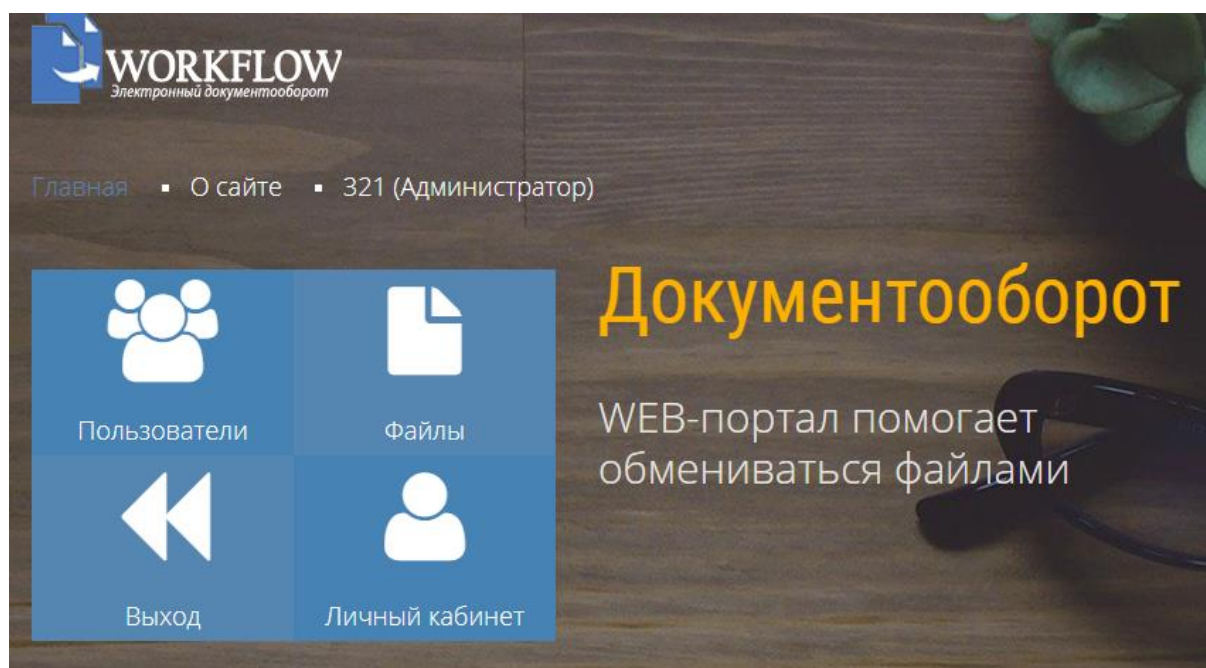 WORKFLOW
Электронный документооборот
Главная ▪ О сайте ▪ 321 (Администратор)
Документооборот
WEB-портал помогает
обмениваться файлами
Пользователи Файлы
Выход Личный кабинет